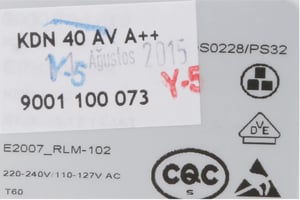 KDN 40 AV A++
Ağustos 2015
Y-5
Y-5
9001 100 073
S0228/PS32
DVE
E2007_RLM-102
220-240V/110-127V AC
T60
CQC
S